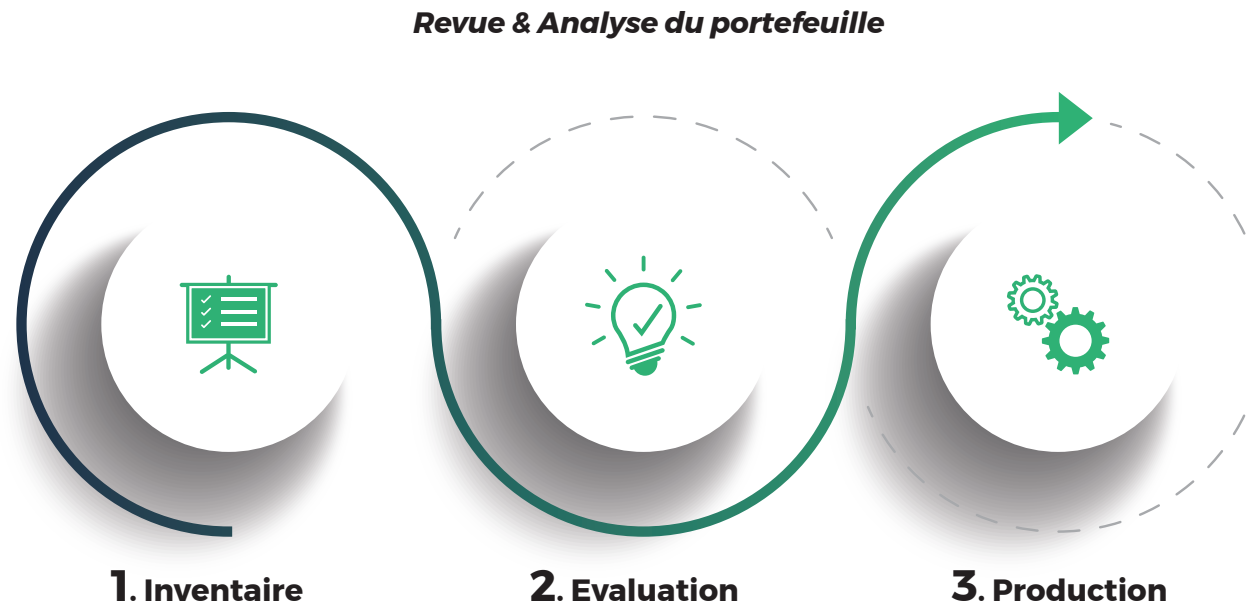 Revue & Analyse du portefeuille
1. Inventaire
2. Evaluation
3. Production